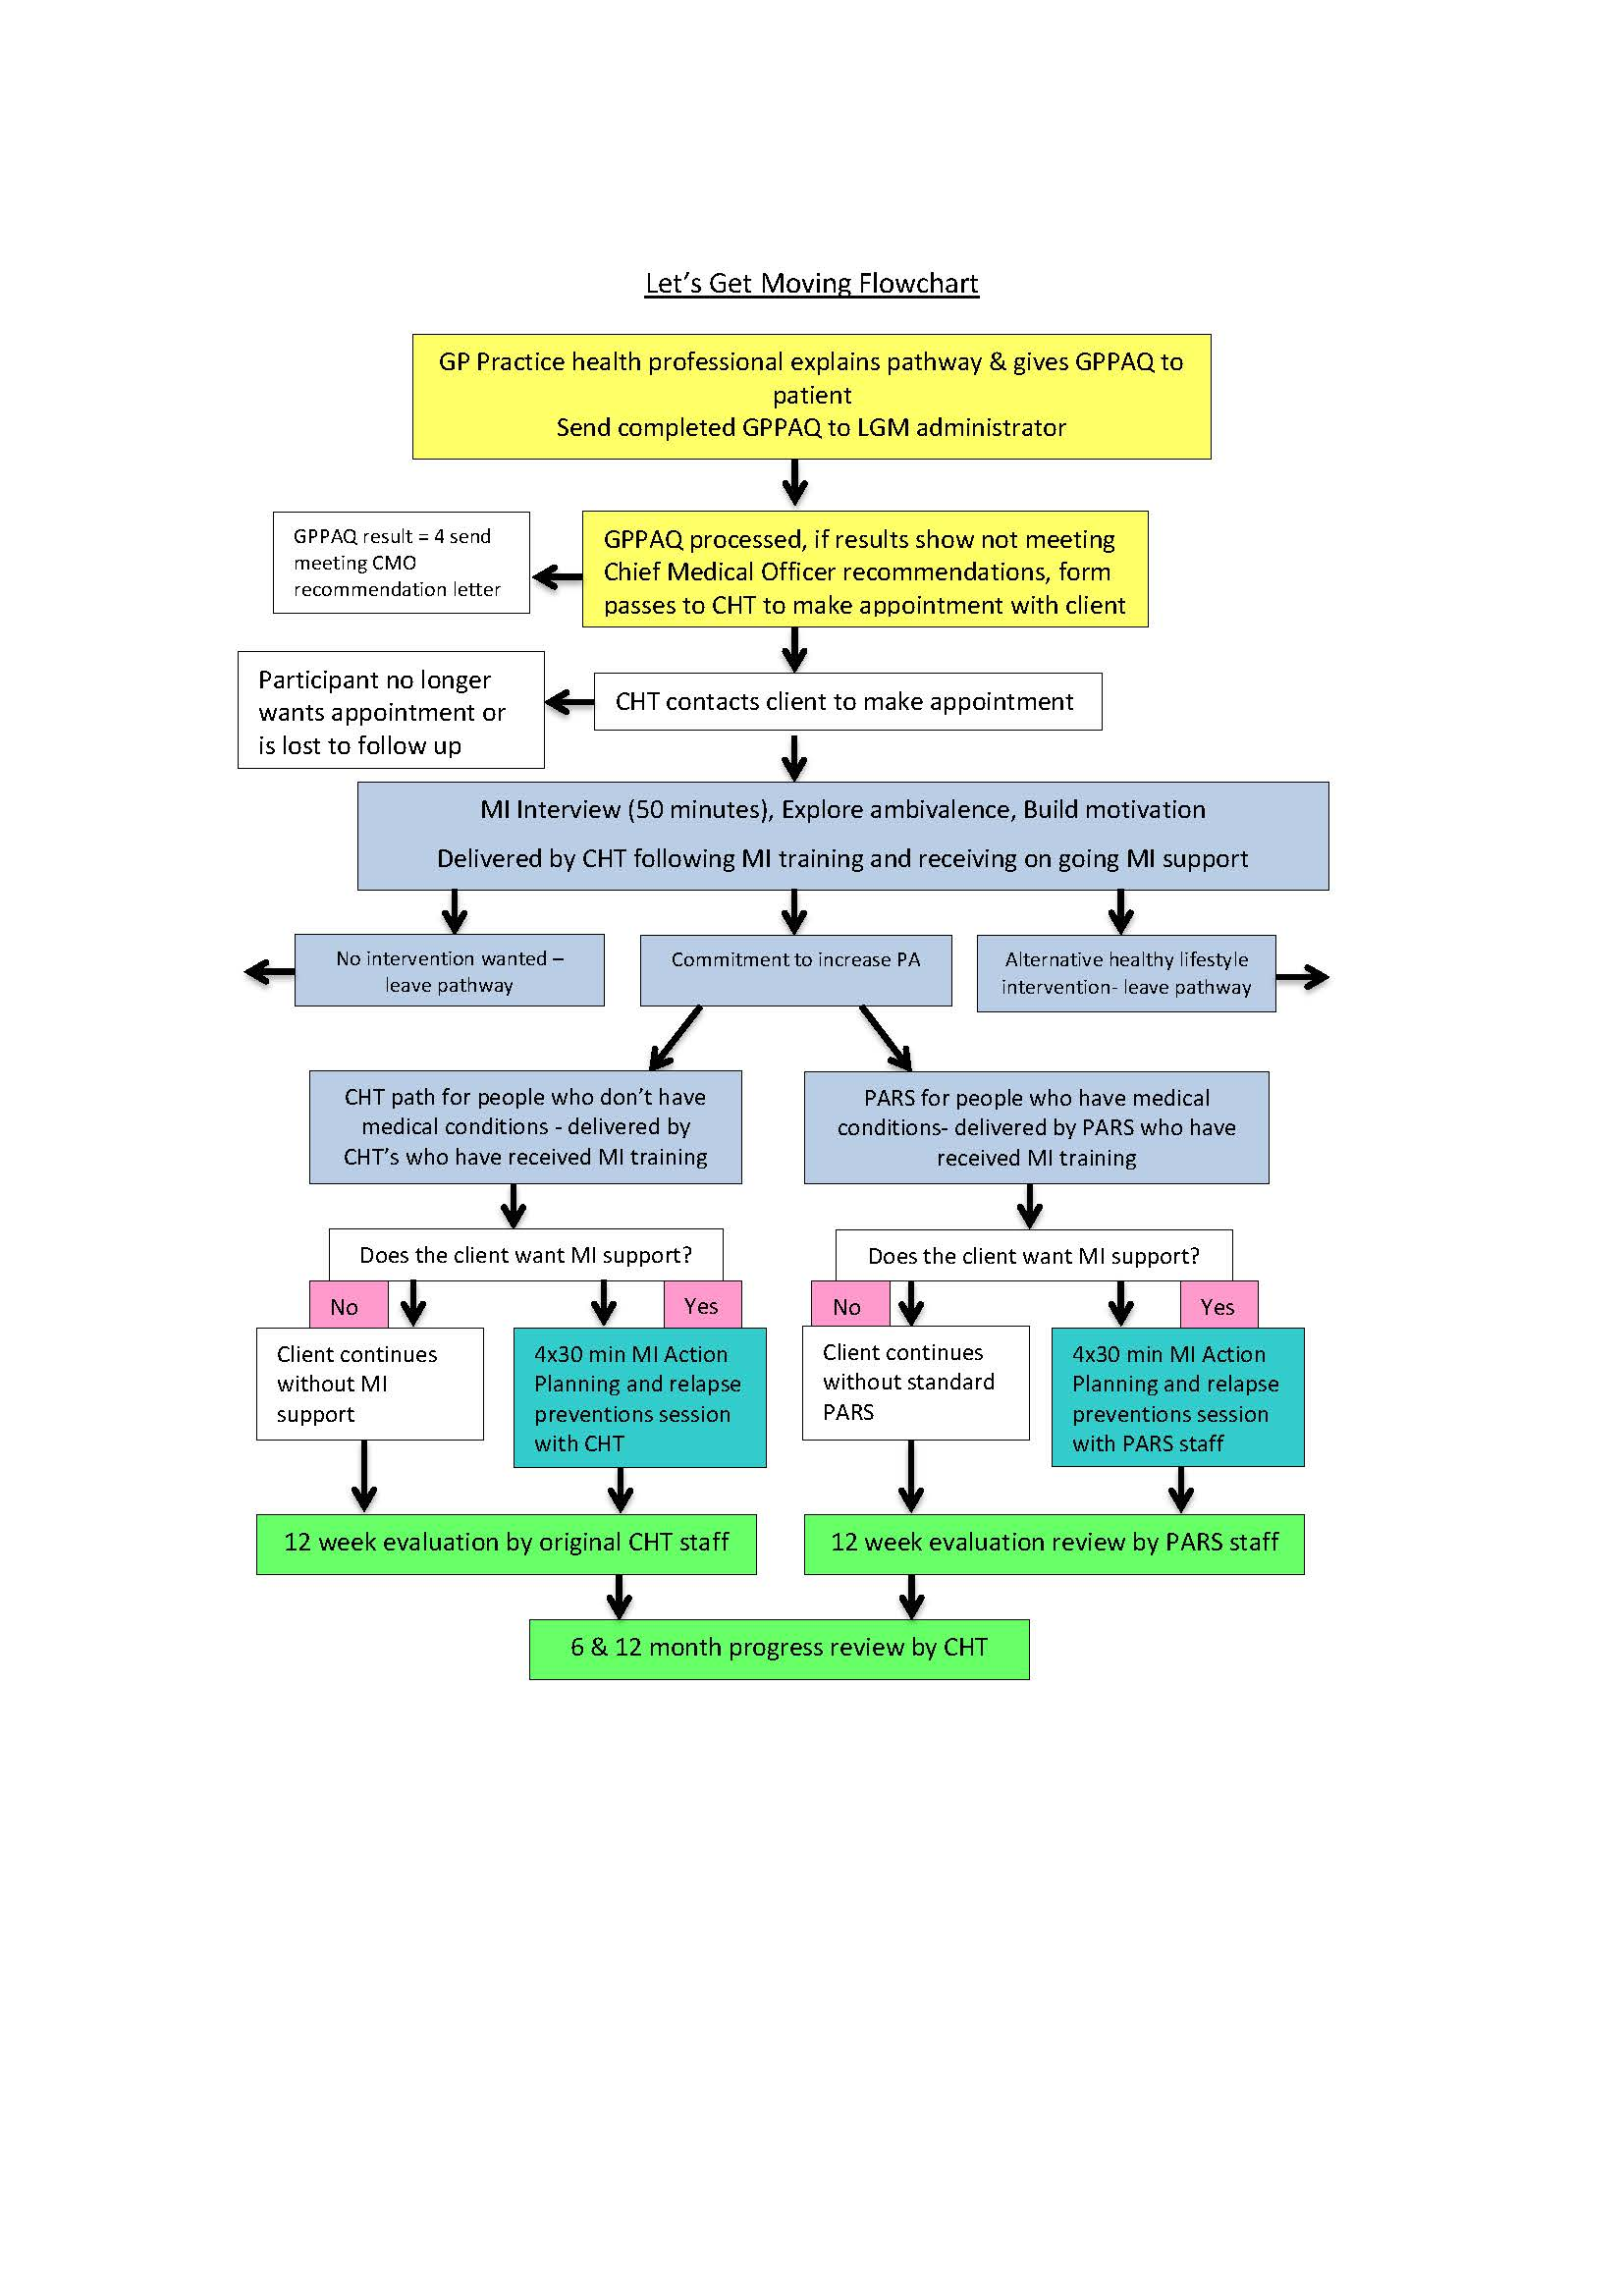 Let's Get Moving Flowchart
GP Practice health professional explains pathway & gives GPPAQ to
patient
Send completed GPPAQ to LGM administrator
GPPAQ result = 4 send
meeting CMO
recommendation letter
GPPAQ processed, if results show not meeting
Chief Medical Officer recommendations, form
passes to CHT to make appointment with client
Participant no longer
wants appointment or
is lost to follow up
CHT contacts client to make appointment
MI Interview (50 minutes), Explore ambivalence, Build motivation
Delivered by CHT following MI training and receiving on going MI support
No intervention wanted –
leave pathway
Commitment to increase PA
Alternative healthy lifestyle
intervention- leave pathway
CHT path for people who don't have
medical conditions - delivered by
CHT's who have received MI training
PARS for people who have medical
conditions- delivered by PARS who have
received MI training
Does the client want MI support?
Does the client want MI support?
No
Yes
No
Yes
Client continues
without MI
support
4x30 min MI Action
Planning and relapse
preventions session
with CHT
Client continues
without standard
PARS
4x30 min MI Action
Planning and relapse
preventions session
with PARS staff
12 week evaluation by original CHT staff
12 week evaluation review by PARS staff
6 & 12 month progress review by CHT